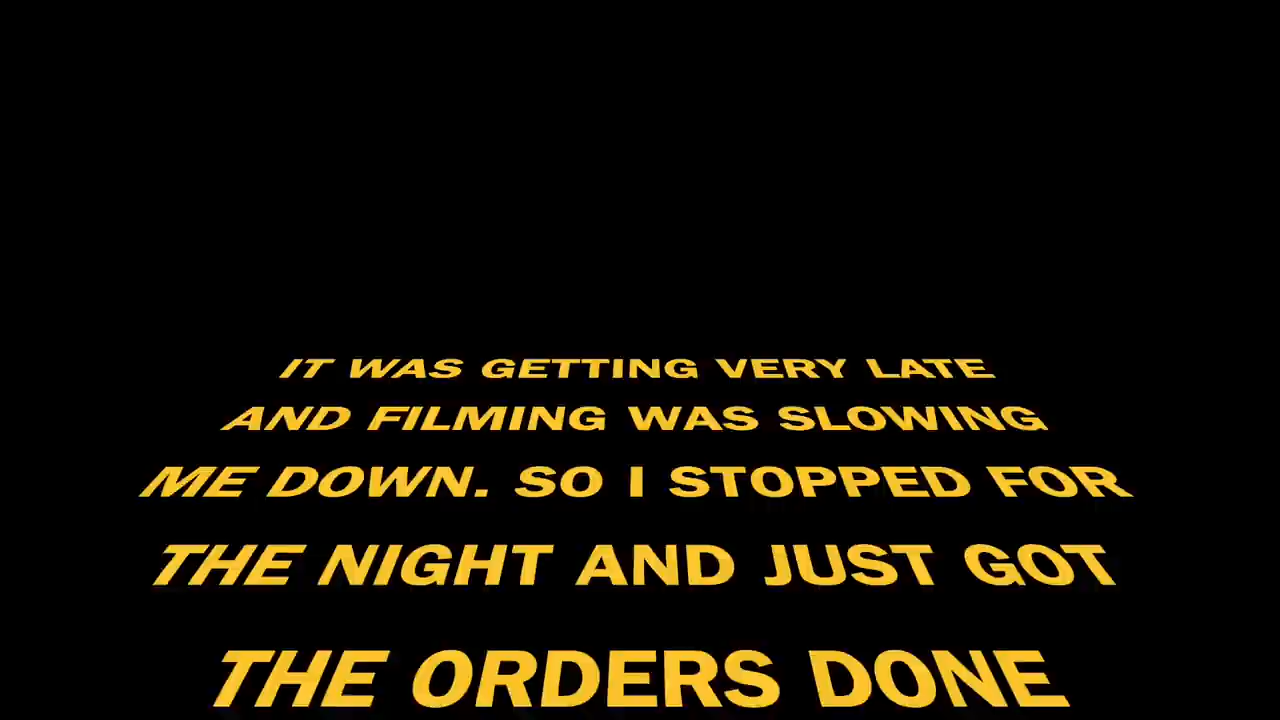 IT WAS GETTING VERY LATE
AND FILMING WAS SLOWING
ME DOWN. SO I STOPPED FOR
THE NIGHT AND JUST GOT
THE ORDERS DONE